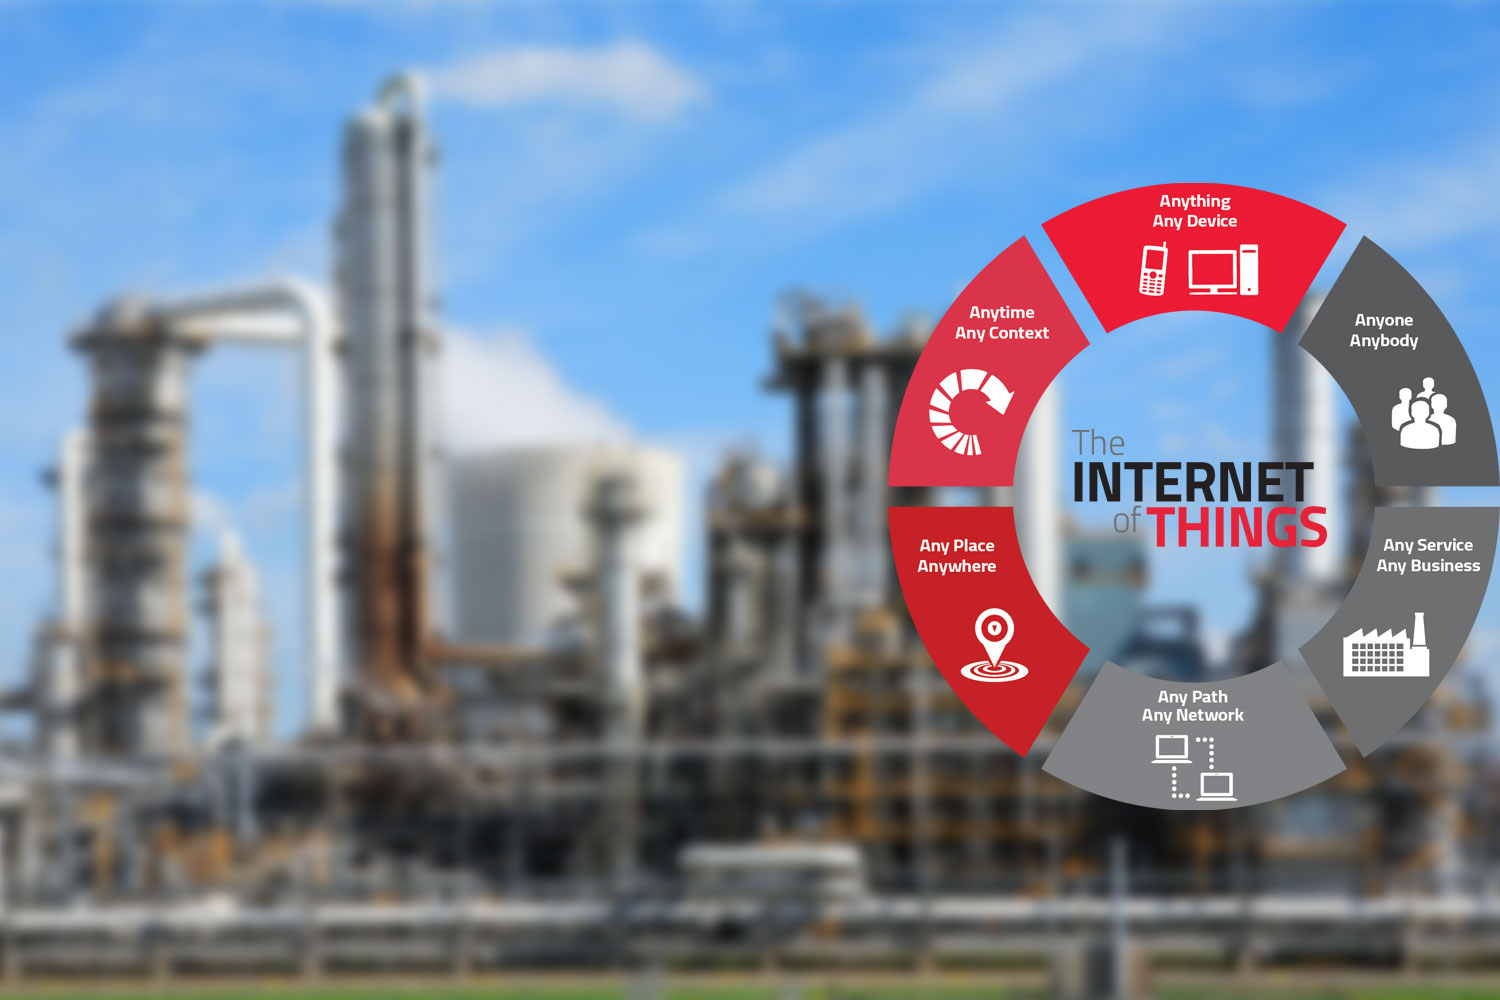 Anything
Any Device
Anyone
Anybody
Any Service
Any Business
Any Path
Any Network
Any Place
Anywhere
Anytime
Any Context
The
INTERNET
of THINGS